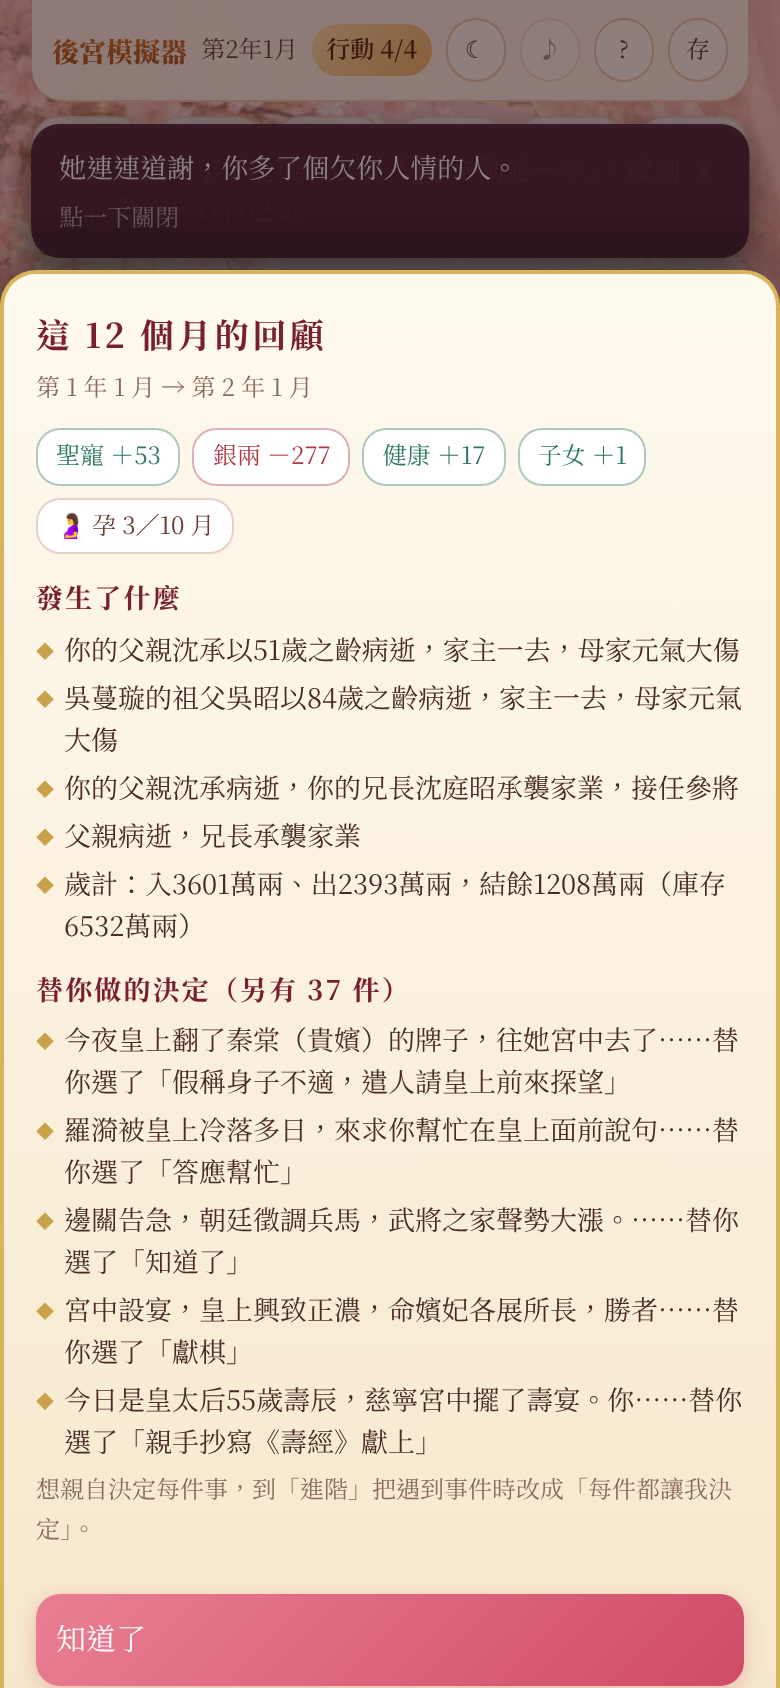 後宮模擬器 第2年1月 行動 4/4 ☾ ♪ ? 存
她連連道謝，你多了個欠你人情的人。
點一下關閉
這 12 個月的回顧
第 1 年 1 月 → 第 2 年 1 月
聖寵 ＋53 銀兩 －277 健康 ＋17 子女 ＋1
🤰 孕 3／10 月
發生了什麼
◆ 你的父親沈承以51歲之齡病逝，家主一去，母家元氣大傷
◆ 吳蔓璇的祖父吳昭以84歲之齡病逝，家主一去，母家元氣
大傷
◆ 你的父親沈承病逝，你的兄長沈庭昭承襲家業，接任參將
◆ 父親病逝，兄長承襲家業
◆ 歲計：入3601萬兩、出2393萬兩，結餘1208萬兩（庫存
6532萬兩）
替你做的決定（另有 37 件）
◆ 今夜皇上翻了秦棠（貴嬪）的牌子，往她宮中去了……替
你選了「假稱身子不適，遣人請皇上前來探望」
◆ 羅漪被皇上冷落多日，來求你幫忙在皇上面前說句……替
你選了「答應幫忙」
◆ 邊關告急，朝廷徵調兵馬，武將之家聲勢大漲。……替你
選了「知道了」
◆ 宮中設宴，皇上興致正濃，命嬪妃各展所長，勝者……替
你選了「獻棋」
◆ 今日是皇太后55歲壽辰，慈寧宮中擺了壽宴。你……替你
選了「親手抄寫《壽經》獻上」
想親自決定每件事，到「進階」把遇到事件時改成「每件都讓我決
定」。
知道了